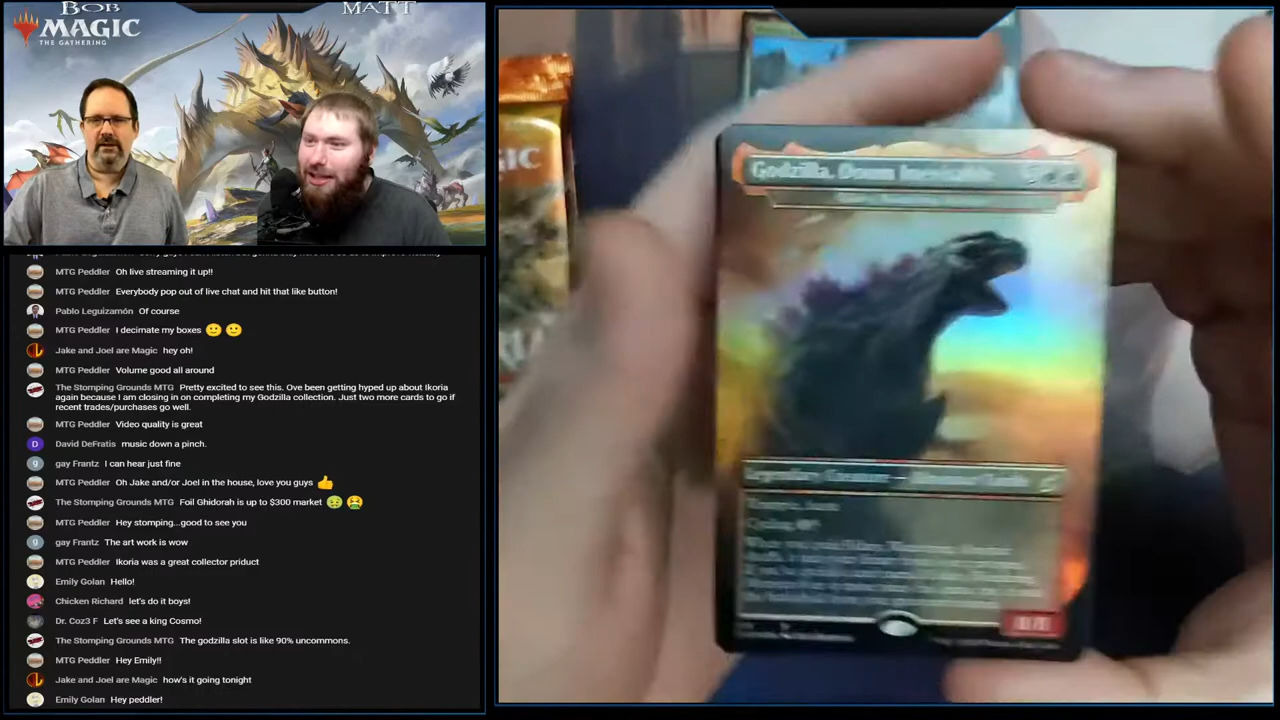 BOB
MATT
MAGIC
THE GATHERING
MTG Peddler Oh live streaming it up!!
MTG Peddler Everybody pop out of live chat and hit that like button!
Pablo Leguizamón Of course
MTG Peddler I decimate my boxes 🙂 🙂
Jake and Joel are Magic hey oh!
MTG Peddler Volume good all around
The Stomping Grounds MTG Pretty excited to see this. Ove been getting hyped up about Ikoria
again because I am closing in on completing my Godzilla collection. Just two more cards to go if
recent trades/purchases go well.
MTG Peddler Video quality is great
D David DeFratis music down a pinch.
g gay Frantz I can hear just fine
MTG Peddler Oh Jake and/or Joel in the house, love you guys 👍
The Stomping Grounds MTG Foil Ghidorah is up to $300 market 🤢 🤮
MTG Peddler Hey stomping...good to see you
g gay Frantz The art work is wow
MTG Peddler Ikoria was a great collector priduct
Emily Golan Hello!
Chicken Richard let's do it boys!
Dr. Coz3 F Let's see a king Cosmo!
The Stomping Grounds MTG The godzilla slot is like 90% uncommons.
MTG Peddler Hey Emily!!
Jake and Joel are Magic how's it going tonight
Emily Golan Hey peddler!
GIC
Godzilla, Doom Inevitable
Legendary Creature —